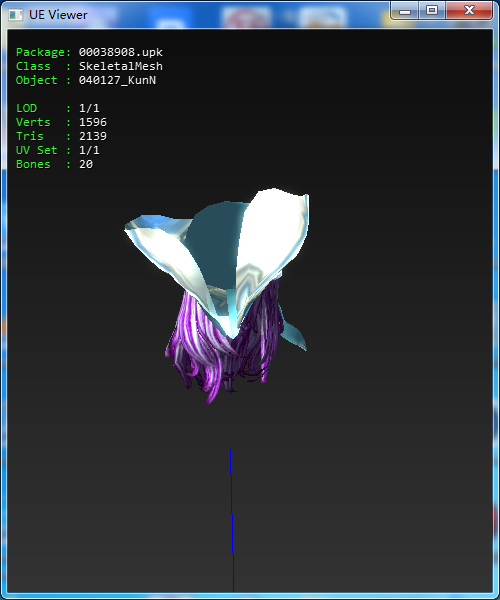 UE Viewer
Package: 00038908.upk
Class : SkeletalMesh
Object : 040127_KunN
LOD : 1/1
Verts : 1596
Tris : 2139
UV Set : 1/1
Bones : 20